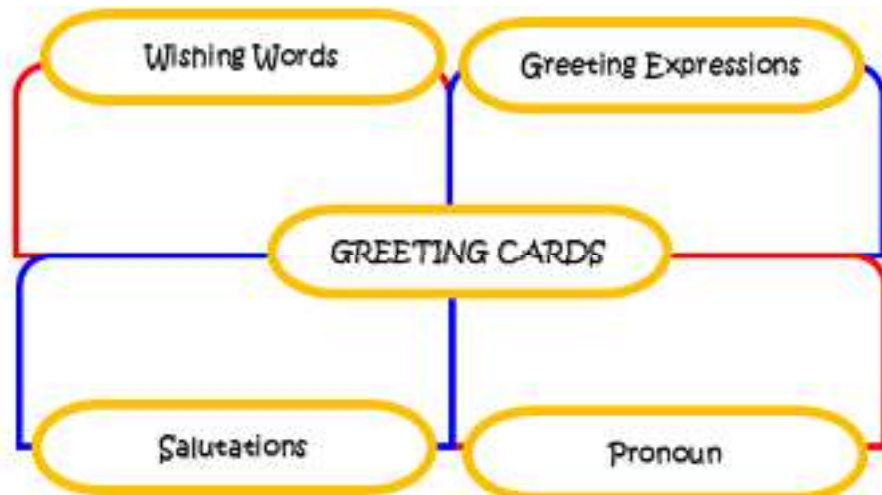 Wishing Words
Greeting Expressions
GREETING CARDS
Salutations
Pronoun